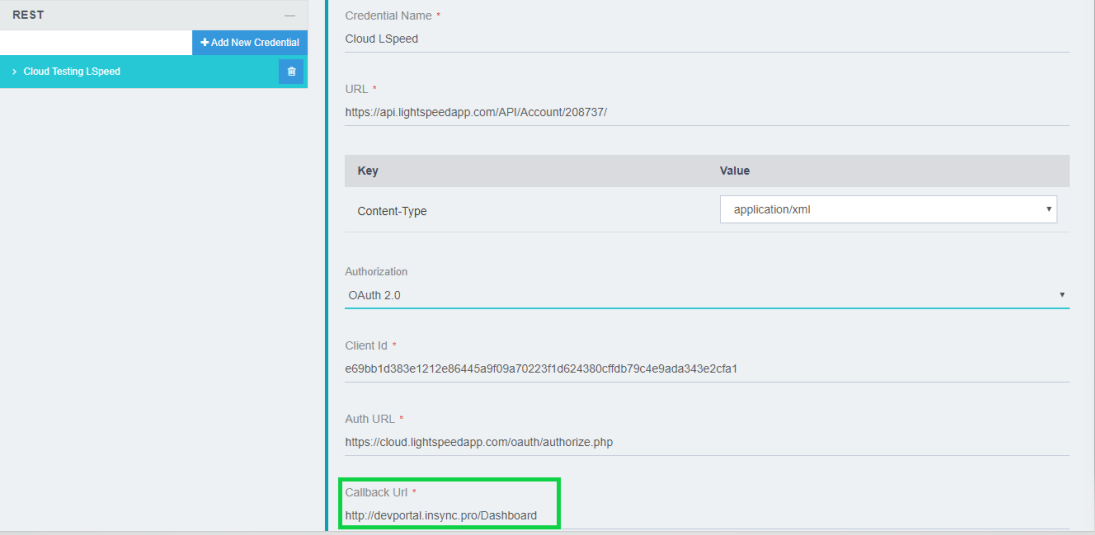 REST
+ Add New Credential
> Cloud Testing LSpeed
Credential Name *
Cloud LSpeed
URL *
https://api.lightspeedapp.com/API/Account/208737/
Key Value
Content-Type application/xml
Authorization
OAuth 2.0
Client Id *
e69bb1d383e1212e86445a9f09a70223f1d624380cffdb79c4e9ada343e2cfa1
Auth URL *
https://cloud.lightspeedapp.com/oauth/authorize.php
Callback Url *
http://devportal.insync.pro/Dashboard